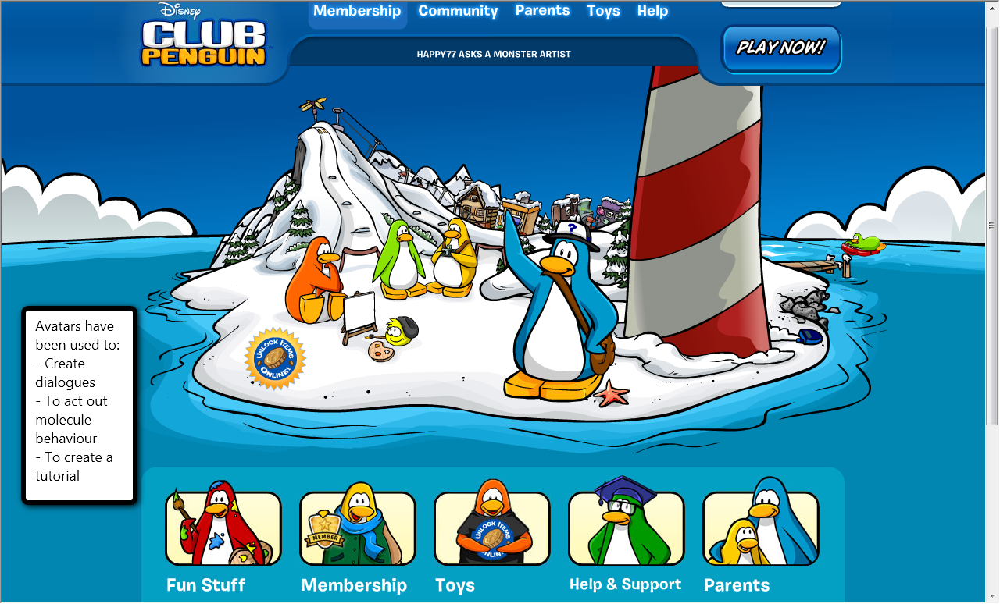 Disney
CLUB
PENGUIN
Membership Community Parents Toys Help
HAPPY77 ASKS A MONSTER ARTIST
PLAY NOW!
?
UNLOCK ITEMS
ONLINE!
Avatars have
been used to:
- Create
dialogues
- To act out
molecule
behaviour
- To create a
tutorial
MEMBER
UNLOCK ITEMS
ONLIN
Fun Stuff
Membership
Toys
Help & Support
Parents